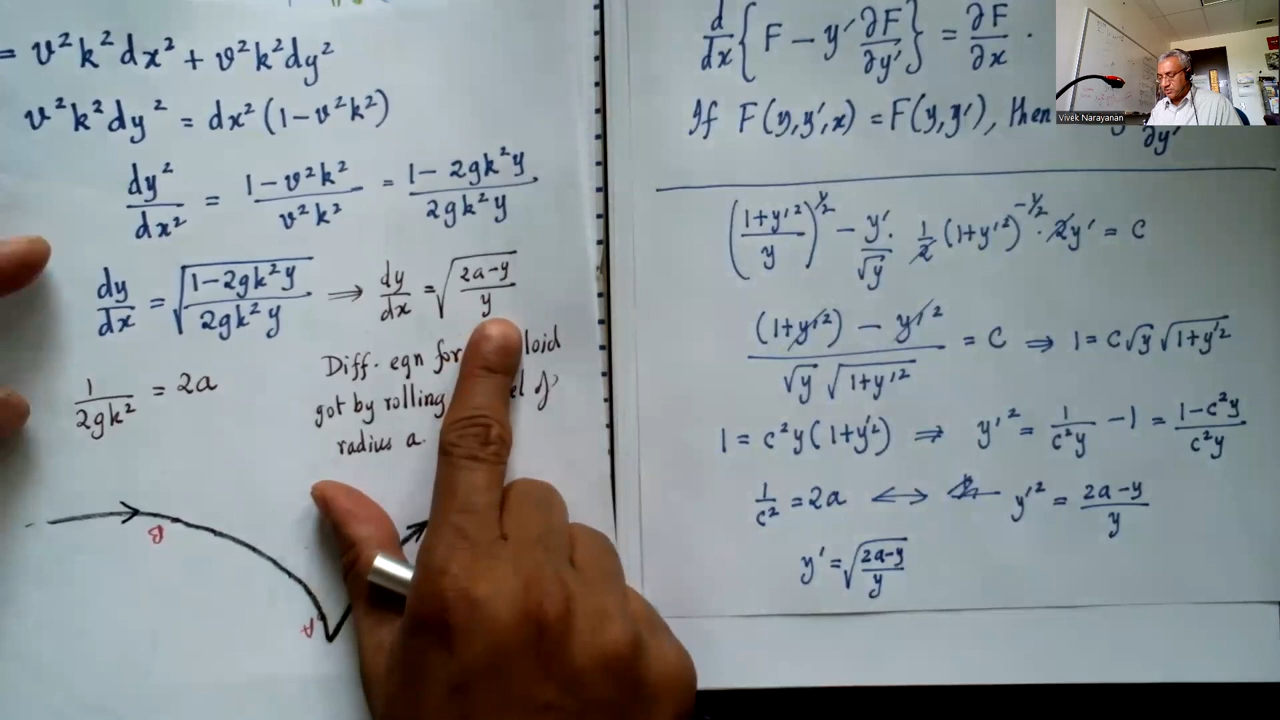 = v²k²dx² + v²k²dy²
v²k²dy² = dx²(1-v²k²)
dy²/dx² = (1-v²k²)/(v²k²) = (1-2gk²y)/(2gk²y)
dy/dx = √((1-2gk²y)/(2gk²y)) ⟹ dy/dx = √((2a-y)/y)
Diff. eqn for loid
got by rolling of
radius a.
1/(2gk²) = 2a
B
A
d/dx{F - y' ∂F/∂y'} = ∂F/∂x.
If F(y,y',x) = F(y,y'), then
∂y'
((1+y'²)/y)^½ - y'/√y · 1/2 (1+y'²)^-½ · 2y' = C
((1+y'²) - y'²)/(√y √(1+y'²)) = C ⟹ 1 = C√y √(1+y'²)
1 = c²y(1+y'²) ⟹ y'² = 1/(c²y) - 1 = (1-c²y)/(c²y)
1/c² = 2a ⟷ y'² = (2a-y)/y
y' = √((2a-y)/y)
Vivek Narayanan